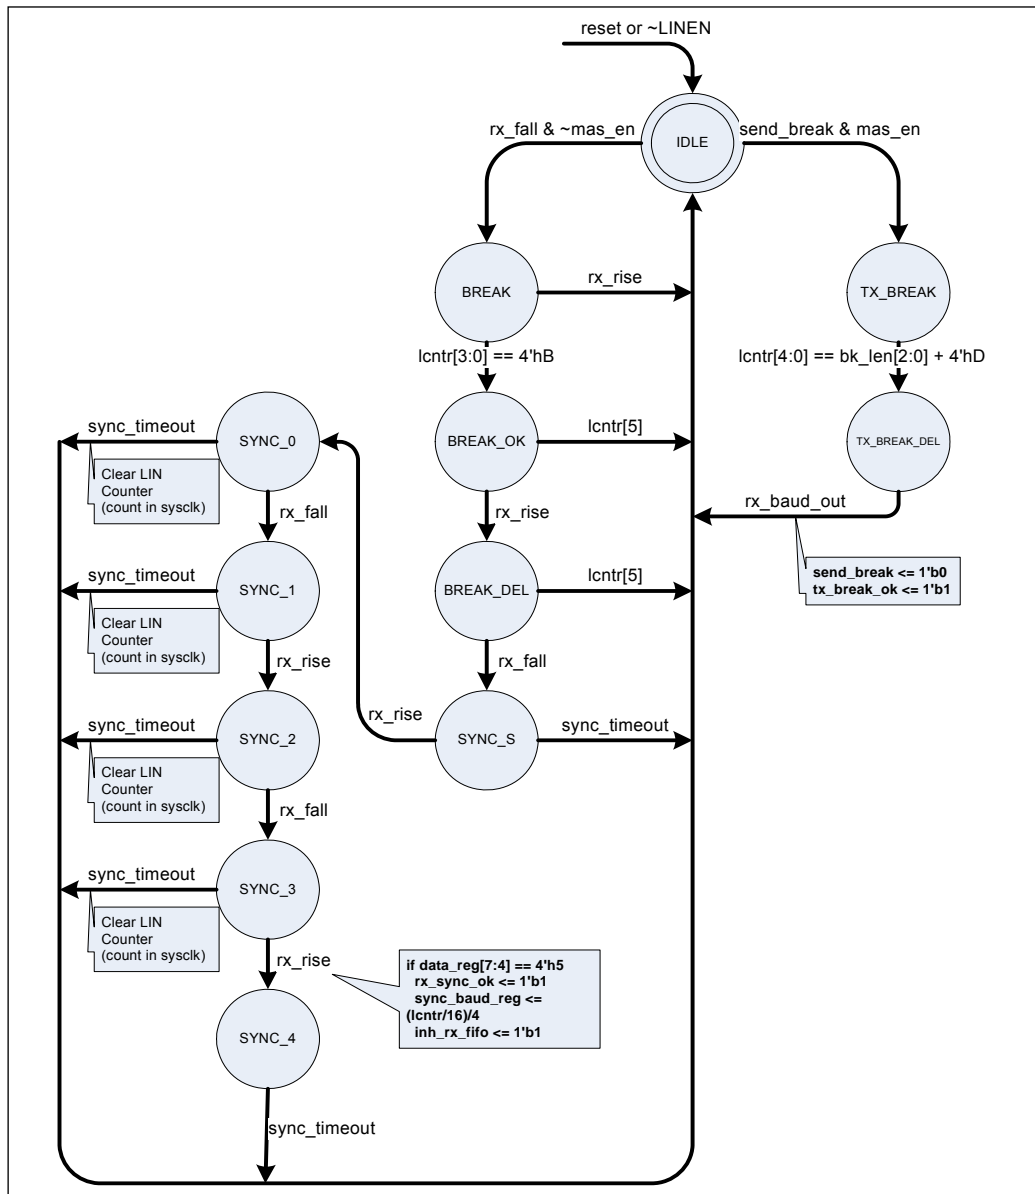 reset or ~LINEN
rx_fall & ~mas_en
IDLE
send_break & mas_en
BREAK
rx_rise
TX_BREAK
lcntr[3:0] == 4'hB
lcntr[4:0] == bk_len[2:0] + 4'hD
sync_timeout
SYNC_0
BREAK_OK
lcntr[5]
TX_BREAK_DEL
Clear LIN
Counter
(count in sysclk)
rx_fall
rx_rise
rx_baud_out
sync_timeout
SYNC_1
BREAK_DEL
lcntr[5]
send_break <= 1'b0
tx_break_ok <= 1'b1
Clear LIN
Counter
(count in sysclk)
rx_rise
rx_fall
sync_timeout
SYNC_2
rx_rise
SYNC_S
sync_timeout
Clear LIN
Counter
(count in sysclk)
rx_fall
sync_timeout
SYNC_3
Clear LIN
Counter
(count in sysclk)
rx_rise
if data_reg[7:4] == 4'h5
rx_sync_ok <= 1'b1
sync_baud_reg <=
(lcntr/16)/4
inh_rx_fifo <= 1'b1
SYNC_4
sync_timeout